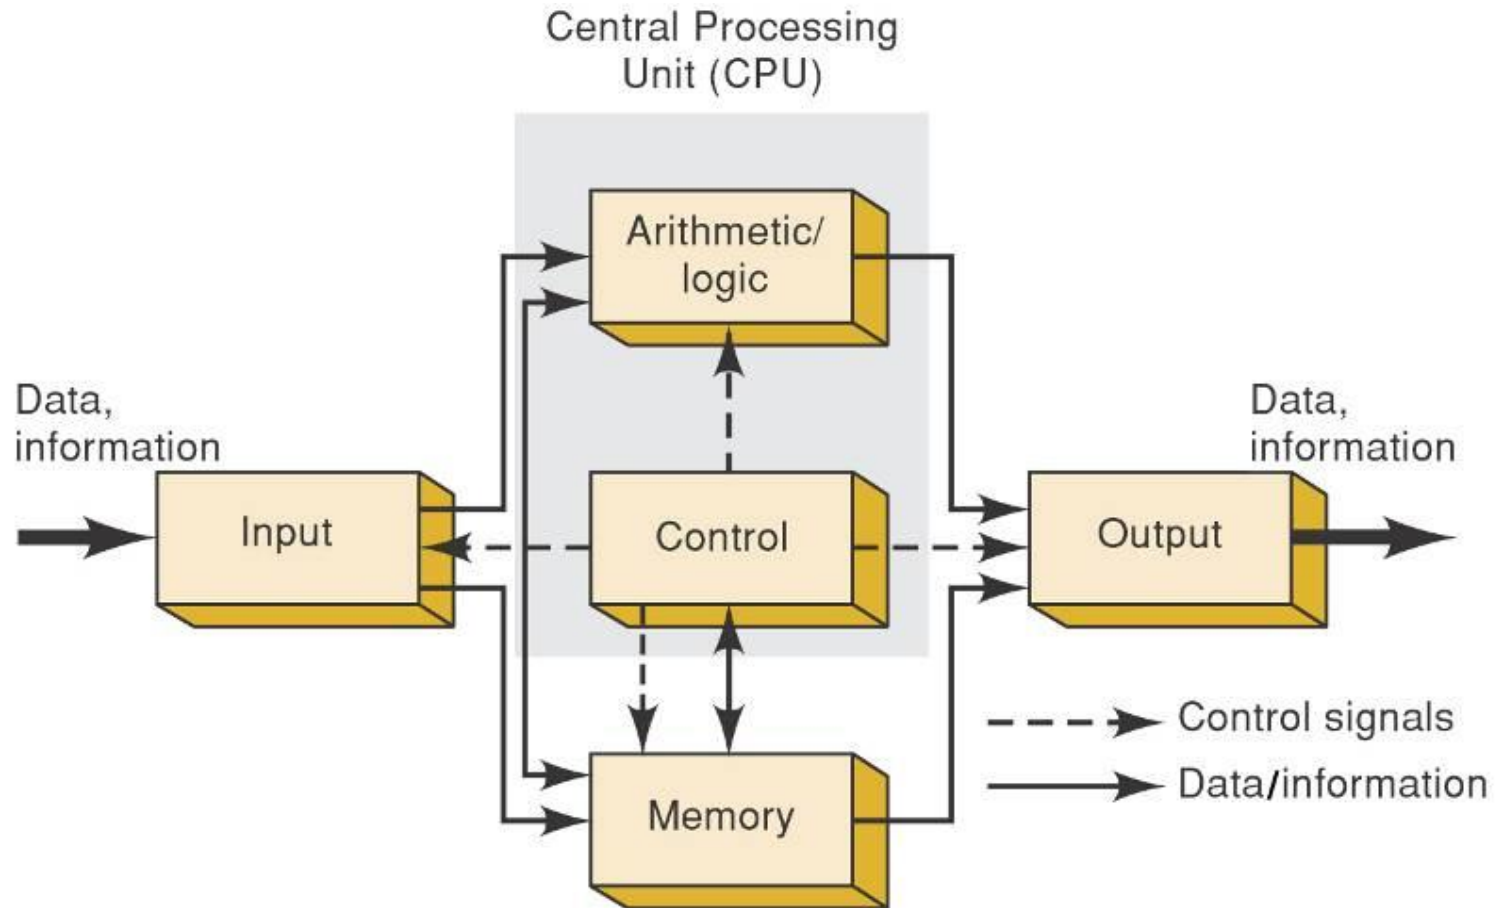 Central Processing
Unit (CPU)
Arithmetic/
logic
Data,
information
Input
Control
Output
Data,
information
Memory
Control signals
Data/information